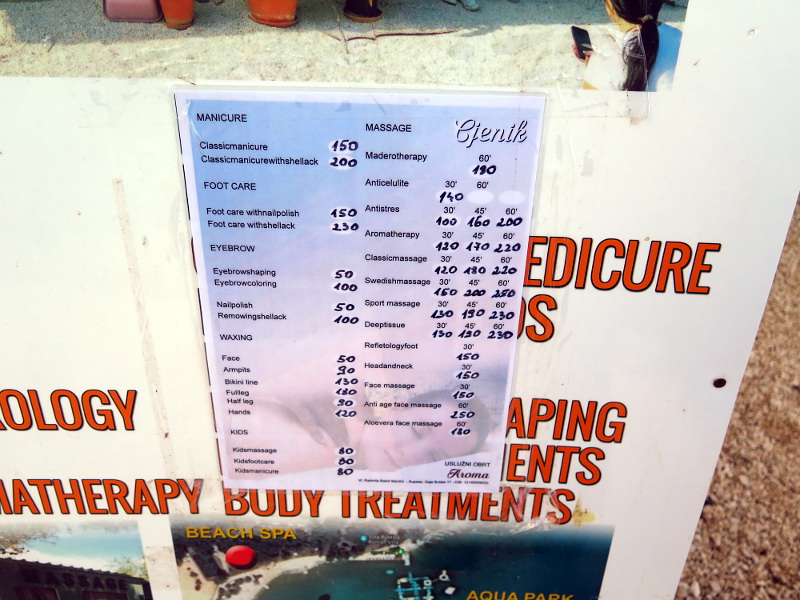 MANICURE
Classicmanicure 150
Classicmanicurewithshellack 200
FOOT CARE
Foot care withnailpolish 150
Foot care withshellack 230
EYEBROW
Eyebrowshaping 50
Eyebrowcoloring 100
Nailpolish 50
Remowingshellack 100
WAXING
Face 50
Armpits 90
Bikini line 130
Fullleg 180
Half leg 90
Hands 120
KIDS
Kidsmassage 80
Kidsfootcare 80
Kidsmanicure 80
MASSAGE Cjenik
Maderotherapy 60'
190
Anticelulite 30' 60'
140
Antistres 30' 45' 60'
100 160 200
Aromatherapy 30' 45' 60'
120 170 220
Classicmassage 30' 45' 60'
120 180 220
Swedishmassage 30' 45' 60'
150 200 250
Sport massage 30' 45' 60'
130 190 230
Deeptissue 30' 45' 60'
130 190 230
Refletologyfoot 30'
150
Headandneck 30'
150
Face massage 30'
150
Anti age face massage 60'
250
Aloevera face massage 60'
180
USLUŽNI OBRT
Aroma
EDICURE
DS
OLOGY
APING
ENTS
MATHERAPY BODY TREATMENTS
BEACH SPA
MASSAGE
AQUA PARK